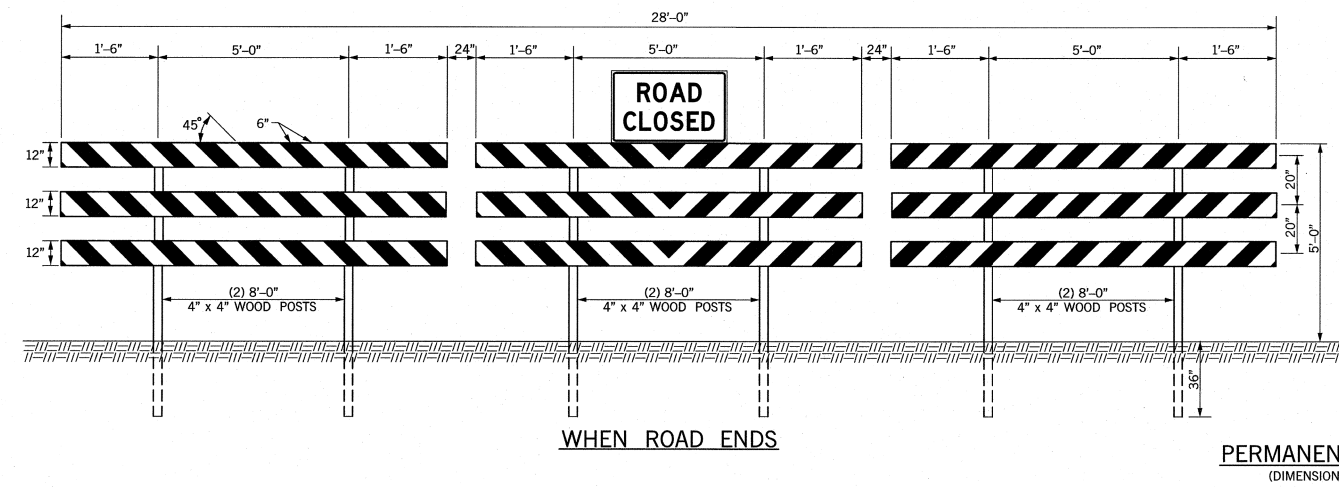 28'–0"
1'–6" 5'–0" 1'–6" 24" 1'–6" 5'–0" 1'–6" 24" 1'–6" 5'–0" 1'–6"
ROAD
CLOSED
45° 6"
12"
12"
12"
20"
20"
5'–0"
(2) 8'–0"
4" x 4" WOOD POSTS
(2) 8'–0"
4" x 4" WOOD POSTS
(2) 8'–0"
4" x 4" WOOD POSTS
36"
WHEN ROAD ENDS
PERMANEN
(DIMENSION